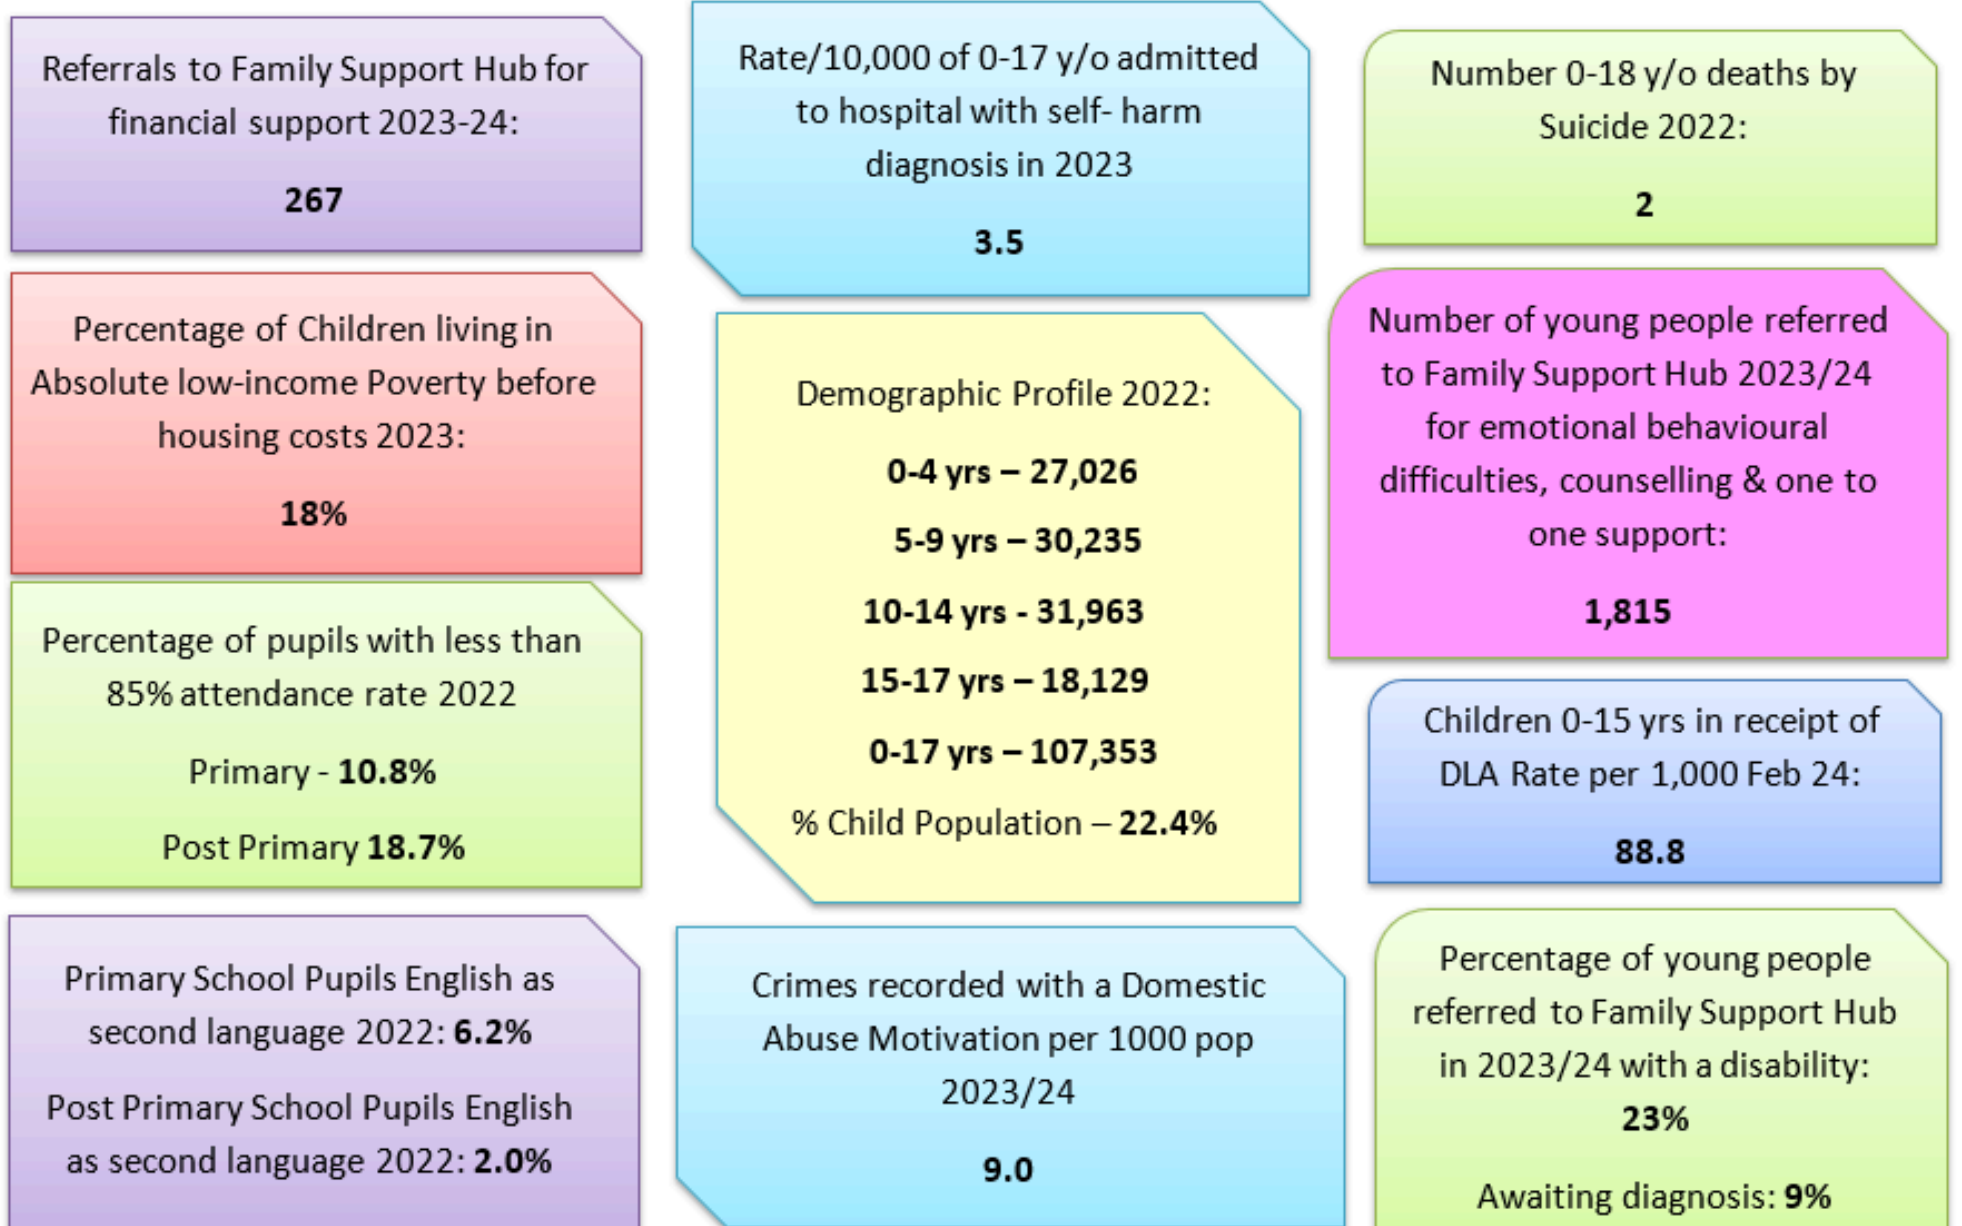 Referrals to Family Support Hub for
financial support 2023-24:
267
Percentage of Children living in
Absolute low-income Poverty before
housing costs 2023:
18%
Percentage of pupils with less than
85% attendance rate 2022
Primary - 10.8%
Post Primary 18.7%
Primary School Pupils English as
second language 2022: 6.2%
Post Primary School Pupils English
as second language 2022: 2.0%
Rate/10,000 of 0-17 y/o admitted
to hospital with self- harm
diagnosis in 2023
3.5
Demographic Profile 2022:
0-4 yrs – 27,026
5-9 yrs – 30,235
10-14 yrs - 31,963
15-17 yrs – 18,129
0-17 yrs – 107,353
% Child Population – 22.4%
Crimes recorded with a Domestic
Abuse Motivation per 1000 pop
2023/24
9.0
Number 0-18 y/o deaths by
Suicide 2022:
2
Number of young people referred
to Family Support Hub 2023/24
for emotional behavioural
difficulties, counselling & one to
one support:
1,815
Children 0-15 yrs in receipt of
DLA Rate per 1,000 Feb 24:
88.8
Percentage of young people
referred to Family Support Hub
in 2023/24 with a disability:
23%
Awaiting diagnosis: 9%